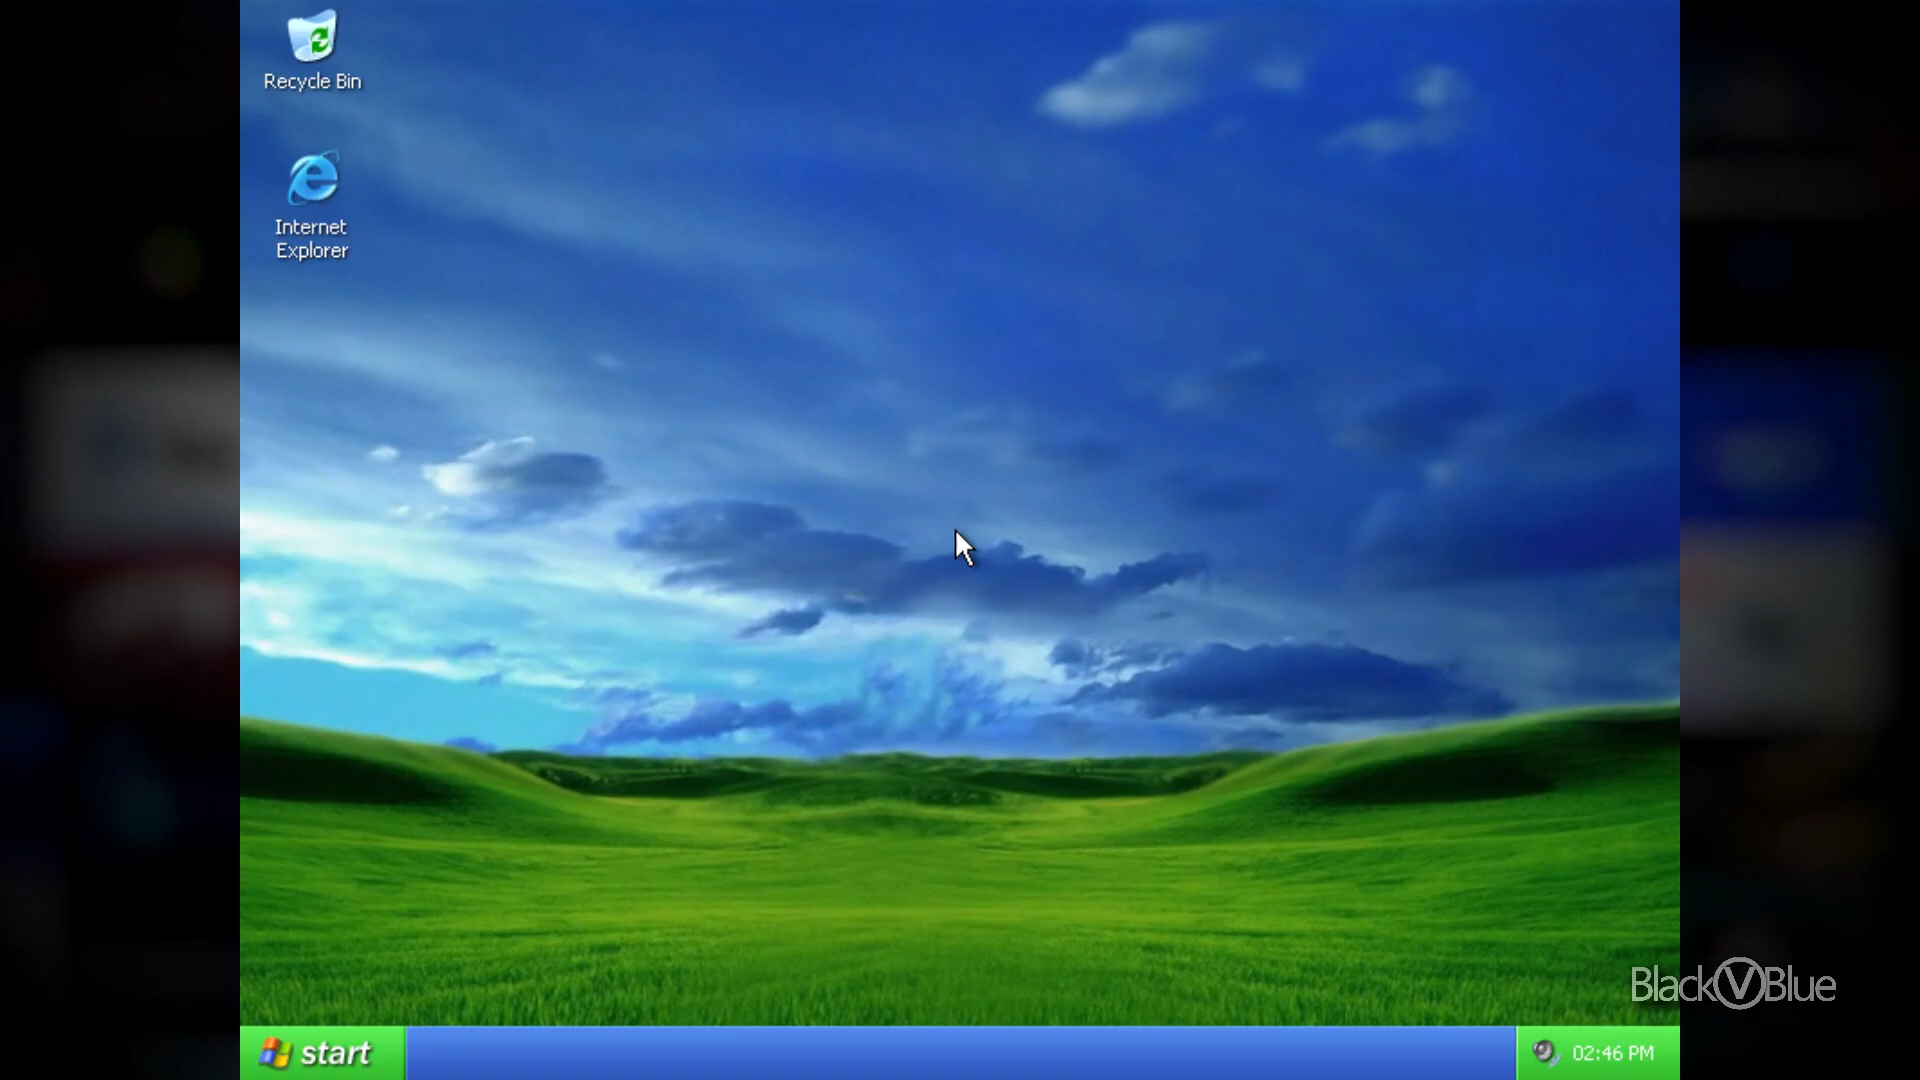 Recycle Bin
Internet
Explorer
BlackVBlue
start
02:46 PM